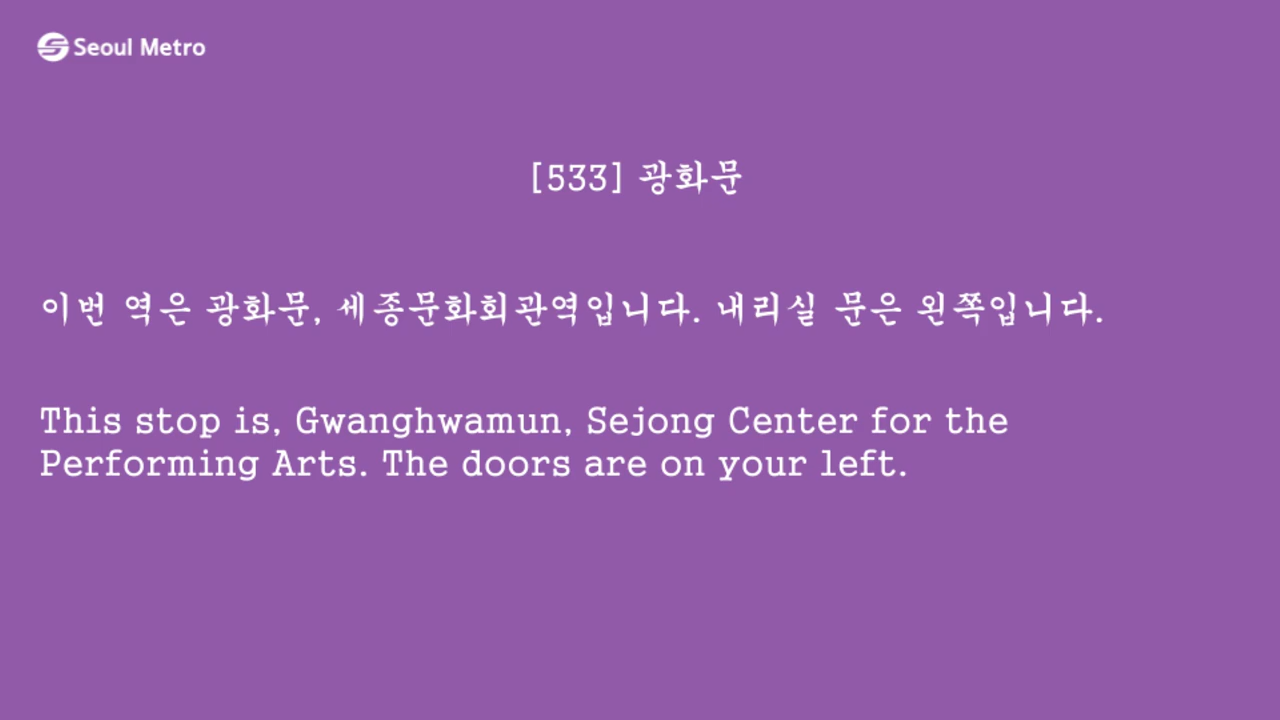 Seoul Metro
[533] 광화문
이번 역은 광화문, 세종문화회관역입니다. 내리실 문은 왼쪽입니다.
This stop is, Gwanghwamun, Sejong Center for the
Performing Arts. The doors are on your left.